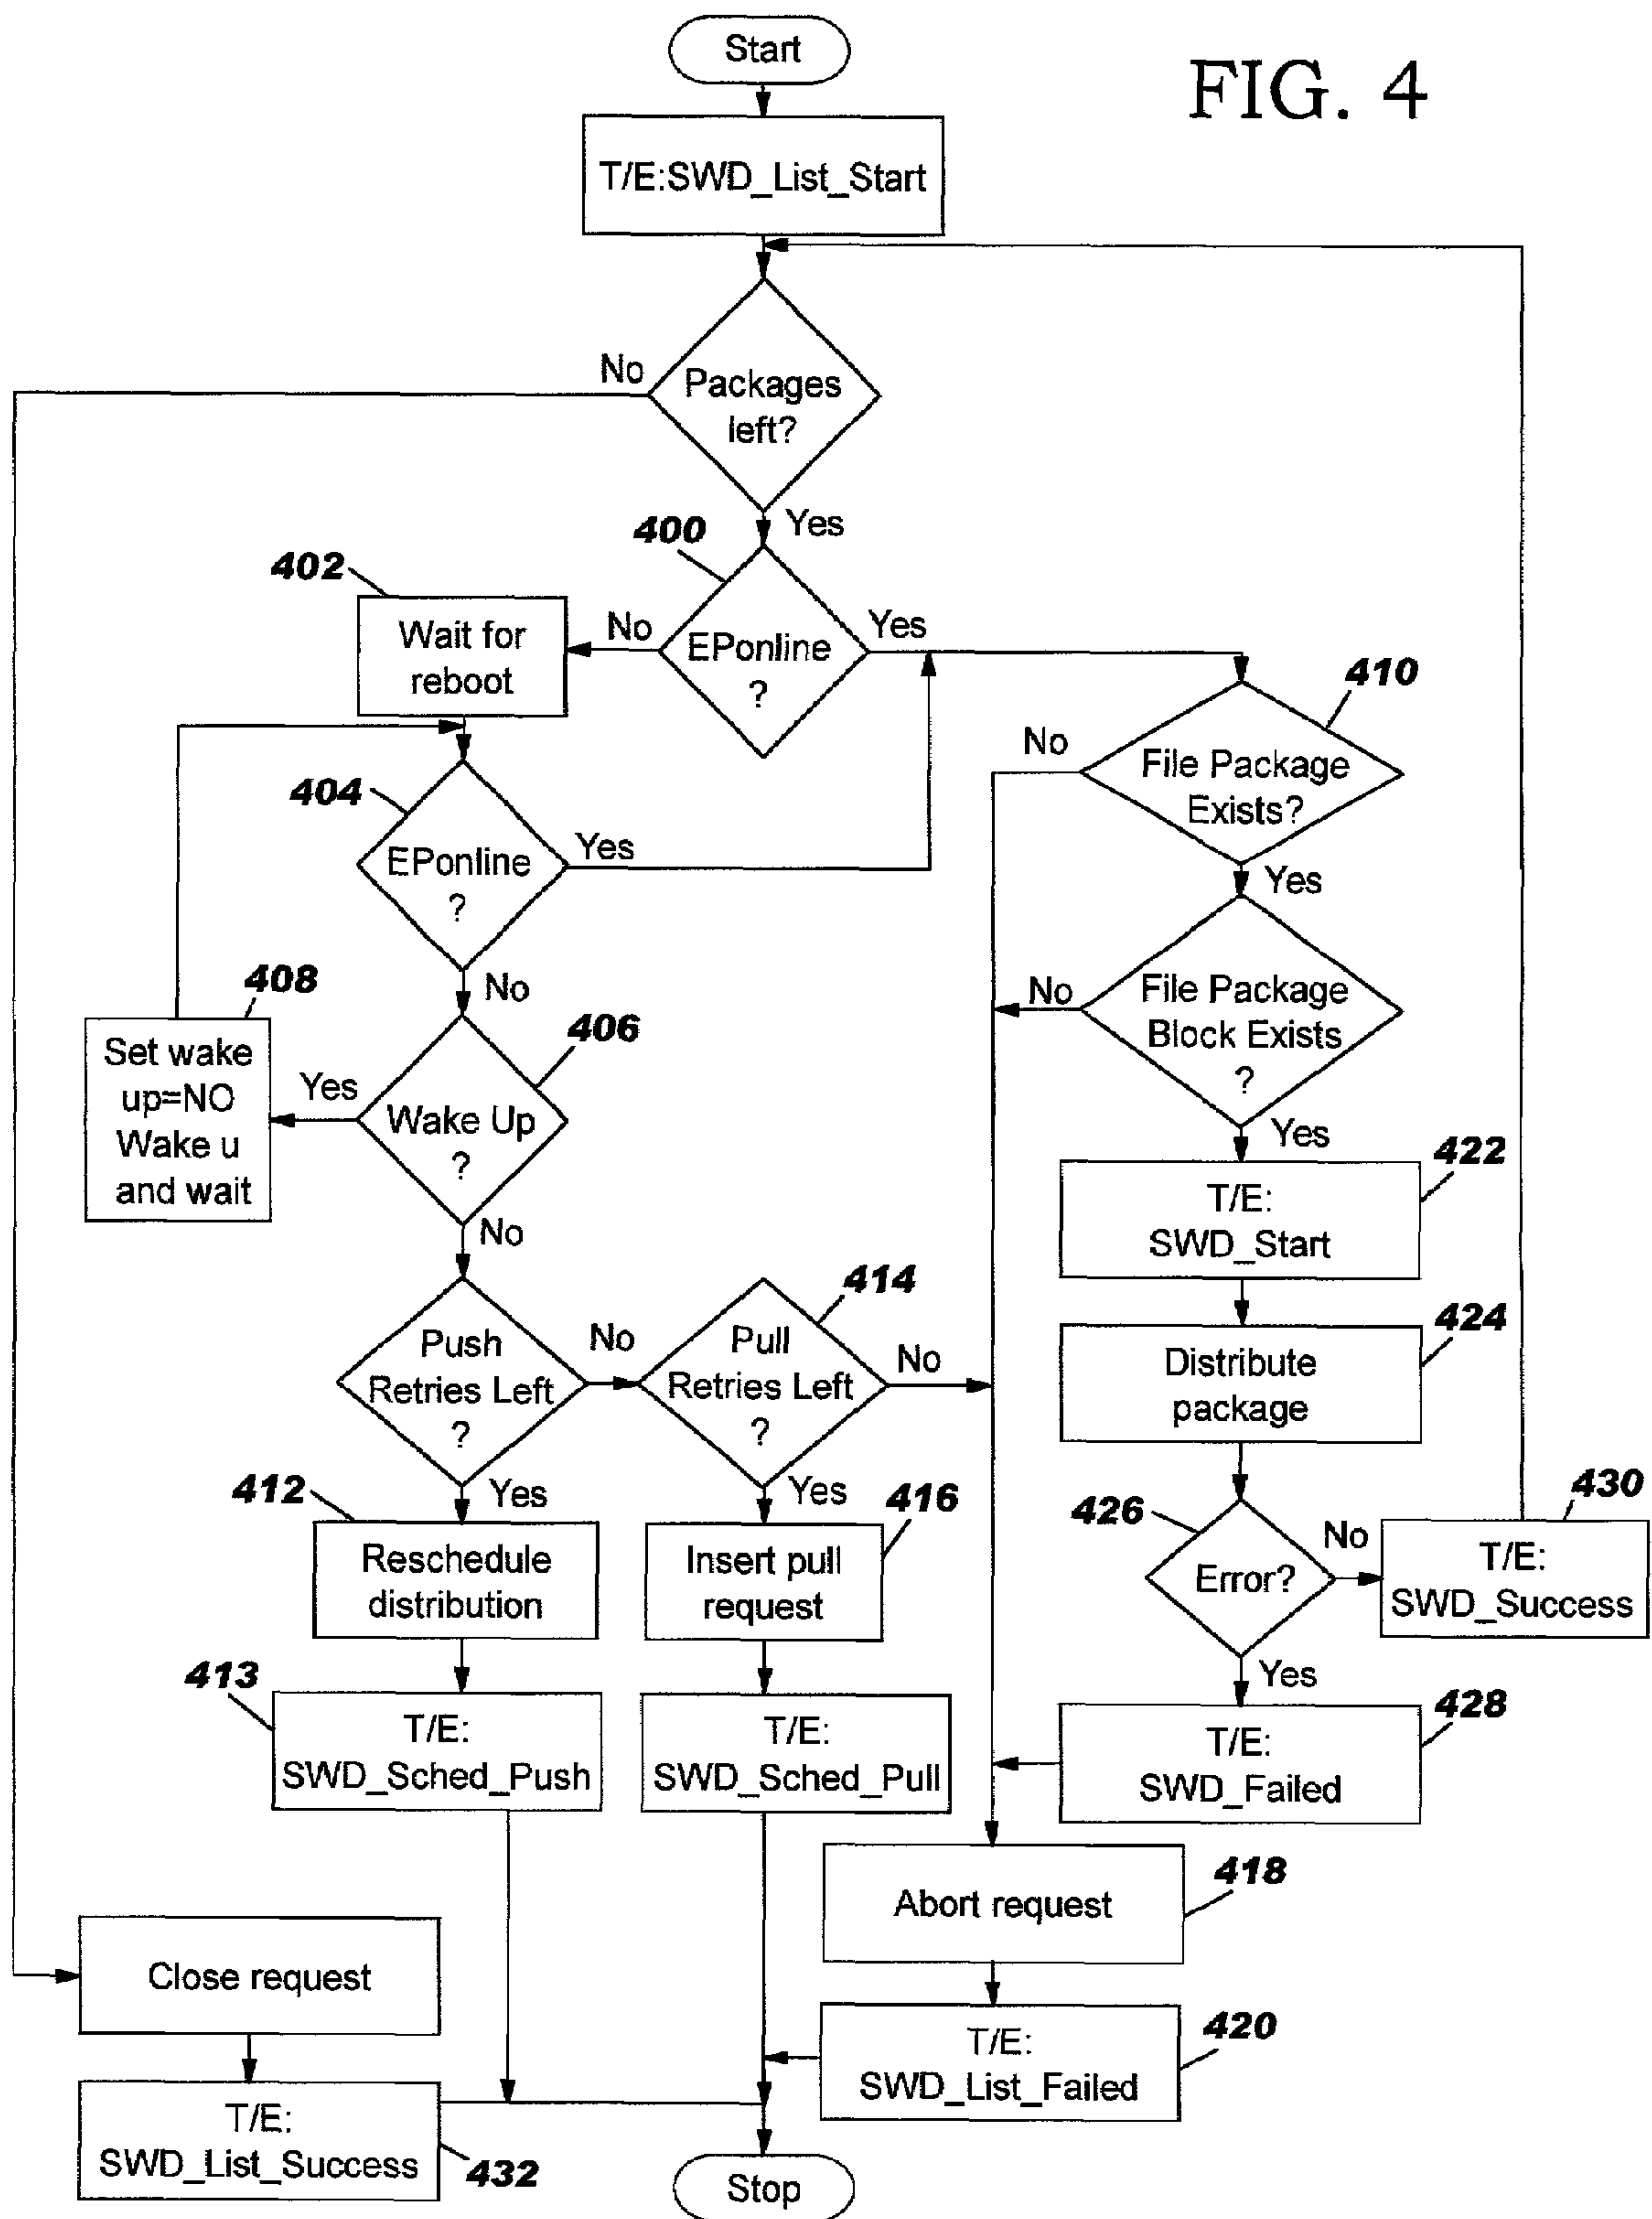 Start
FIG. 4
T/E:SWD_List_Start
No
Packages
left?
Yes
400
402
Wait for
reboot
No
EPonline
?
Yes
410
No
File Package
Exists?
Yes
404
EPonline
?
Yes
No
408
Set wake
up=NO
Wake u
and wait
Yes
406
Wake Up
?
No
No
File Package
Block Exists
?
Yes
422
T/E:
SWD_Start
424
Distribute
package
Push
Retries Left
?
No
414
Pull
Retries Left
?
No
Yes
Yes
412
Reschedule
distribution
416
Insert pull
request
426
Error?
No
430
T/E:
SWD_Success
Yes
413
T/E:
SWD_Sched_Push
T/E:
SWD_Sched_Pull
428
T/E:
SWD_Failed
418
Abort request
Close request
420
T/E:
SWD_List_Failed
T/E:
SWD_List_Success
432
Stop